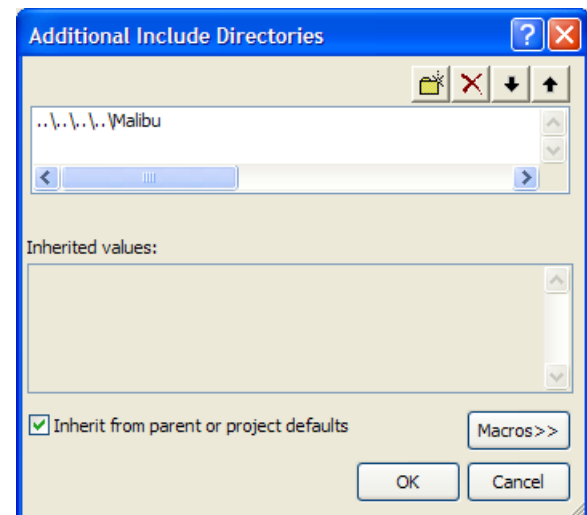 Additional Include Directories
..\..\..\..\Malibu
Inherited values:
Inherit from parent or project defaults
Macros>>
OK
Cancel